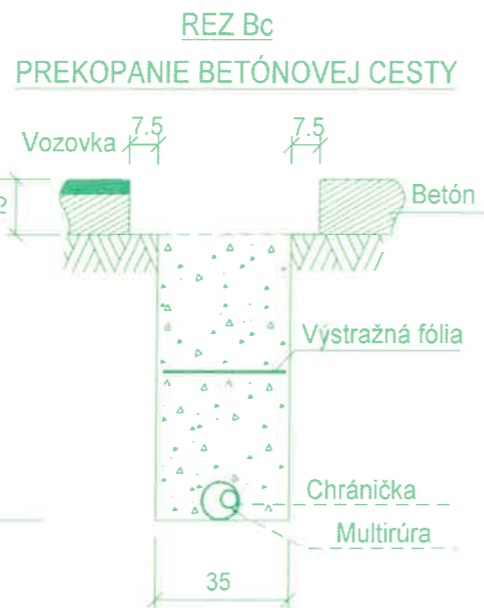 REZ Bc
PREKOPANIE BETÓNOVEJ CESTY
7.5
7.5
Vozovka
Betón
Výstražná fólia
Chránička
Multirúra
35